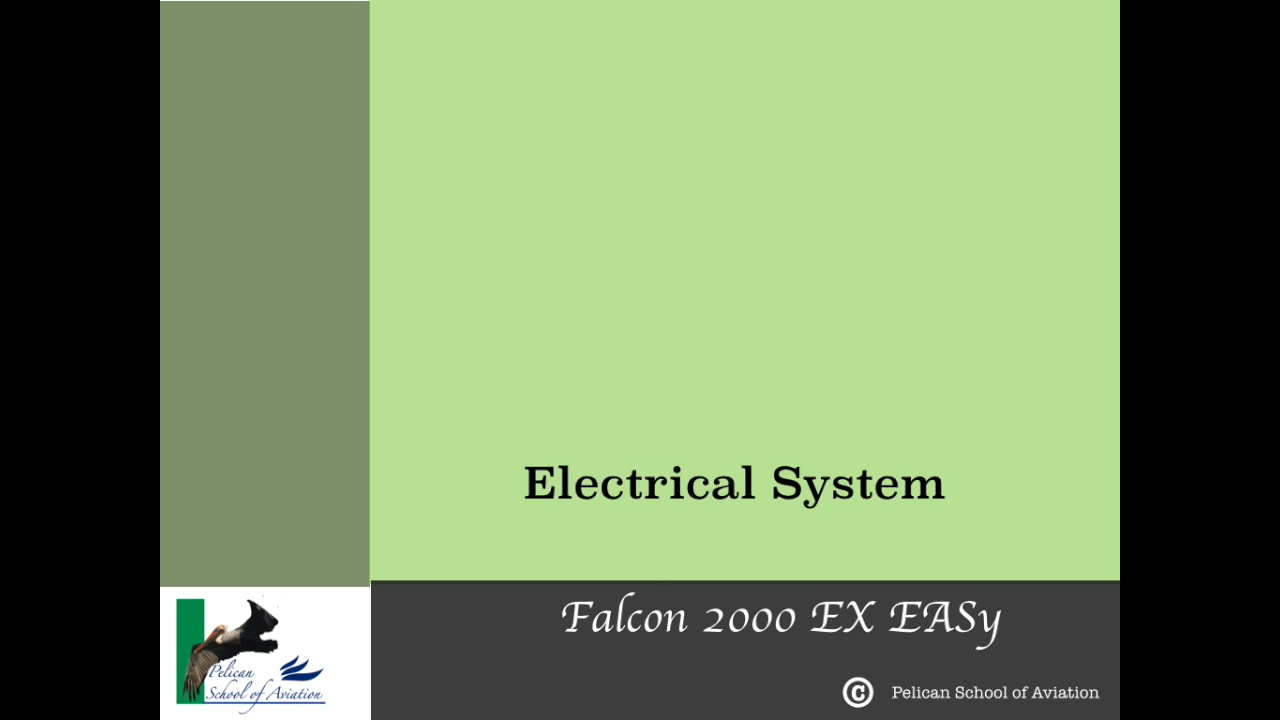 Electrical System
Falcon 2000 EX EASy
Pelican
School of Aviation
© Pelican School of Aviation